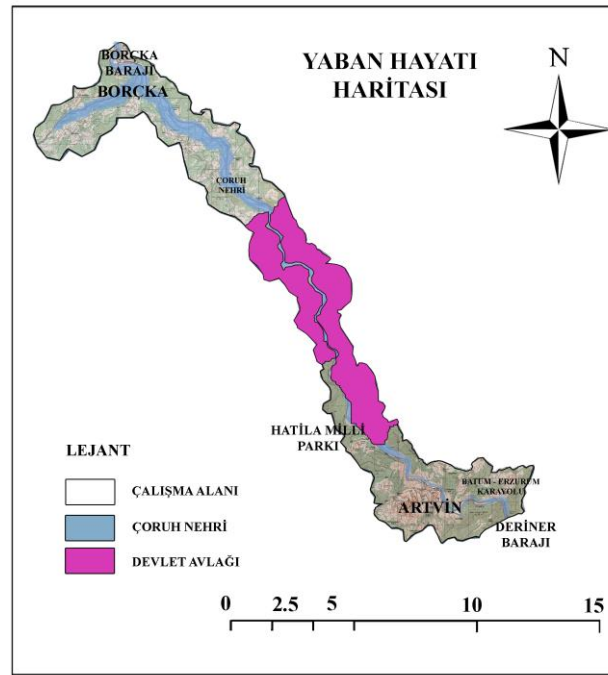 YABAN HAYATI
HARİTASI
N
BORÇKA
BARAJI
BORÇKA
ÇORUH
NEHRİ
HATİLA MİLLİ
PARKI
BATUM - ERZURUM
KARAYOLU
ARTVİN
DERİNER
BARAJI
LEJANT
ÇALIŞMA ALANI
ÇORUH NEHRİ
DEVLET AVLAĞI
0 2.5 5 10 15